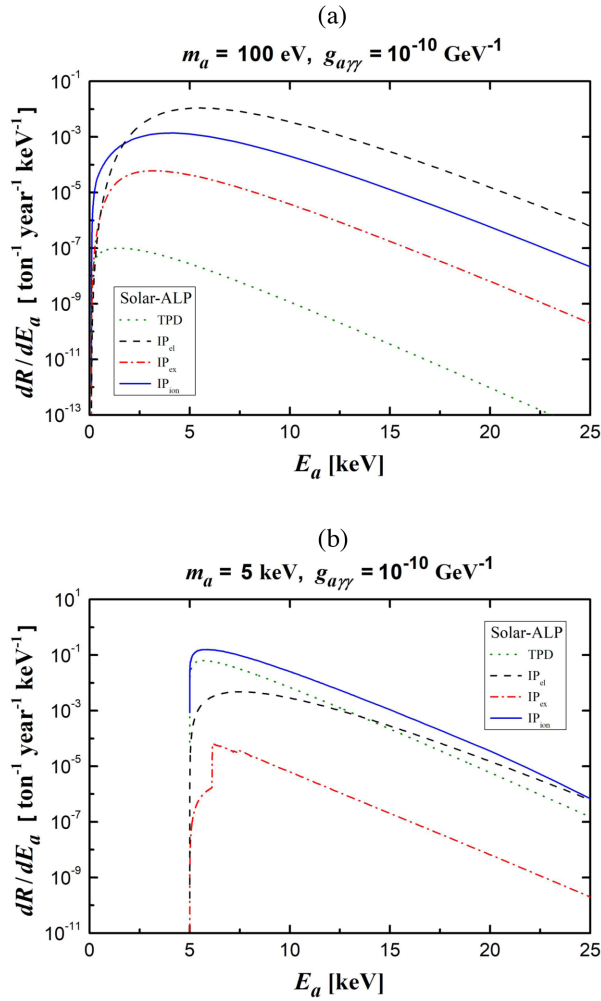 (a)
mₐ = 100 eV, gₐγγ = 10⁻¹⁰ GeV⁻¹
dR/dEₐ [ ton⁻¹ year⁻¹ keV⁻¹]
10⁻¹
10⁻³
10⁻⁵
10⁻⁷
10⁻⁹
10⁻¹¹
10⁻¹³
Solar-ALP
TPD
IPₑₗ
IPₑₓ
IPᵢₒₙ
0 5 10 15 20 25
Eₐ [keV]
(b)
mₐ = 5 keV, gₐγγ = 10⁻¹⁰ GeV⁻¹
dR/dEₐ [ ton⁻¹ year⁻¹ keV⁻¹]
10¹
10⁻¹
10⁻³
10⁻⁵
10⁻⁷
10⁻⁹
10⁻¹¹
Solar-ALP
TPD
IPₑₗ
IPₑₓ
IPᵢₒₙ
0 5 10 15 20 25
Eₐ [keV]